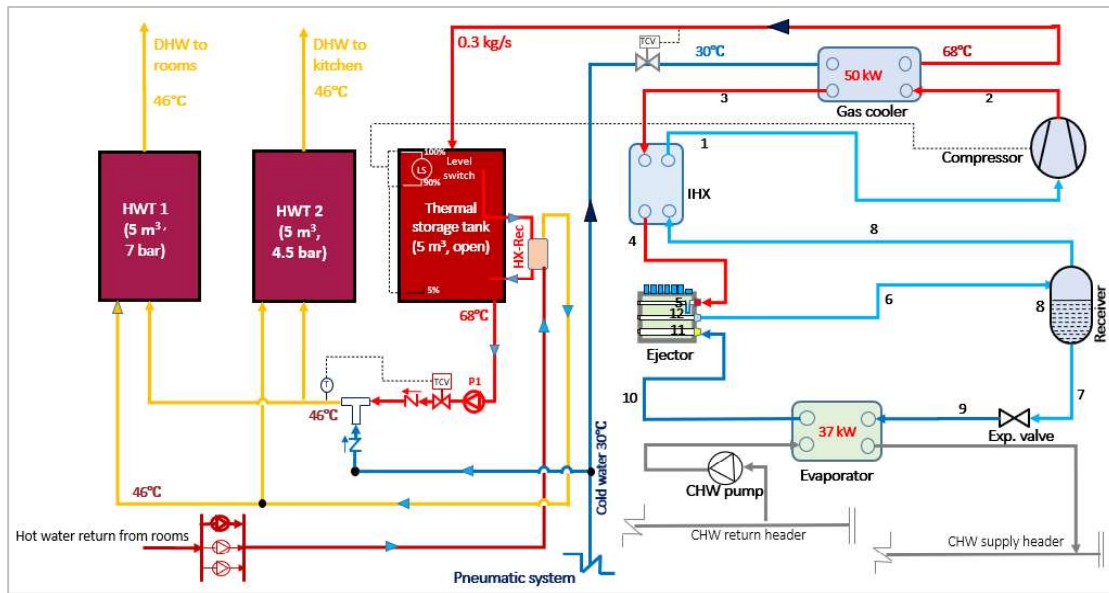 DHW to
rooms
46°C
DHW to
kitchen
46°C
0.3 kg/s
TCV
30°C
68°C
50 kW
Gas cooler
3
2
1
Compressor
IHX
4
8
HWT 1
(5 m³,
7 bar)
HWT 2
(5 m³,
4.5 bar)
100%
LS
90%
Level
switch
Thermal
storage tank
(5 m³, open)
5%
HX-Rec
68°C
5
12
11
Ejector
6
8
Receiver
7
10
9
Exp. valve
37 kW
Evaporator
T
TCV
P1
46°C
Cold water 30°C
CHW pump
46°C
Hot water return from rooms
CHW return header
CHW supply header
Pneumatic system